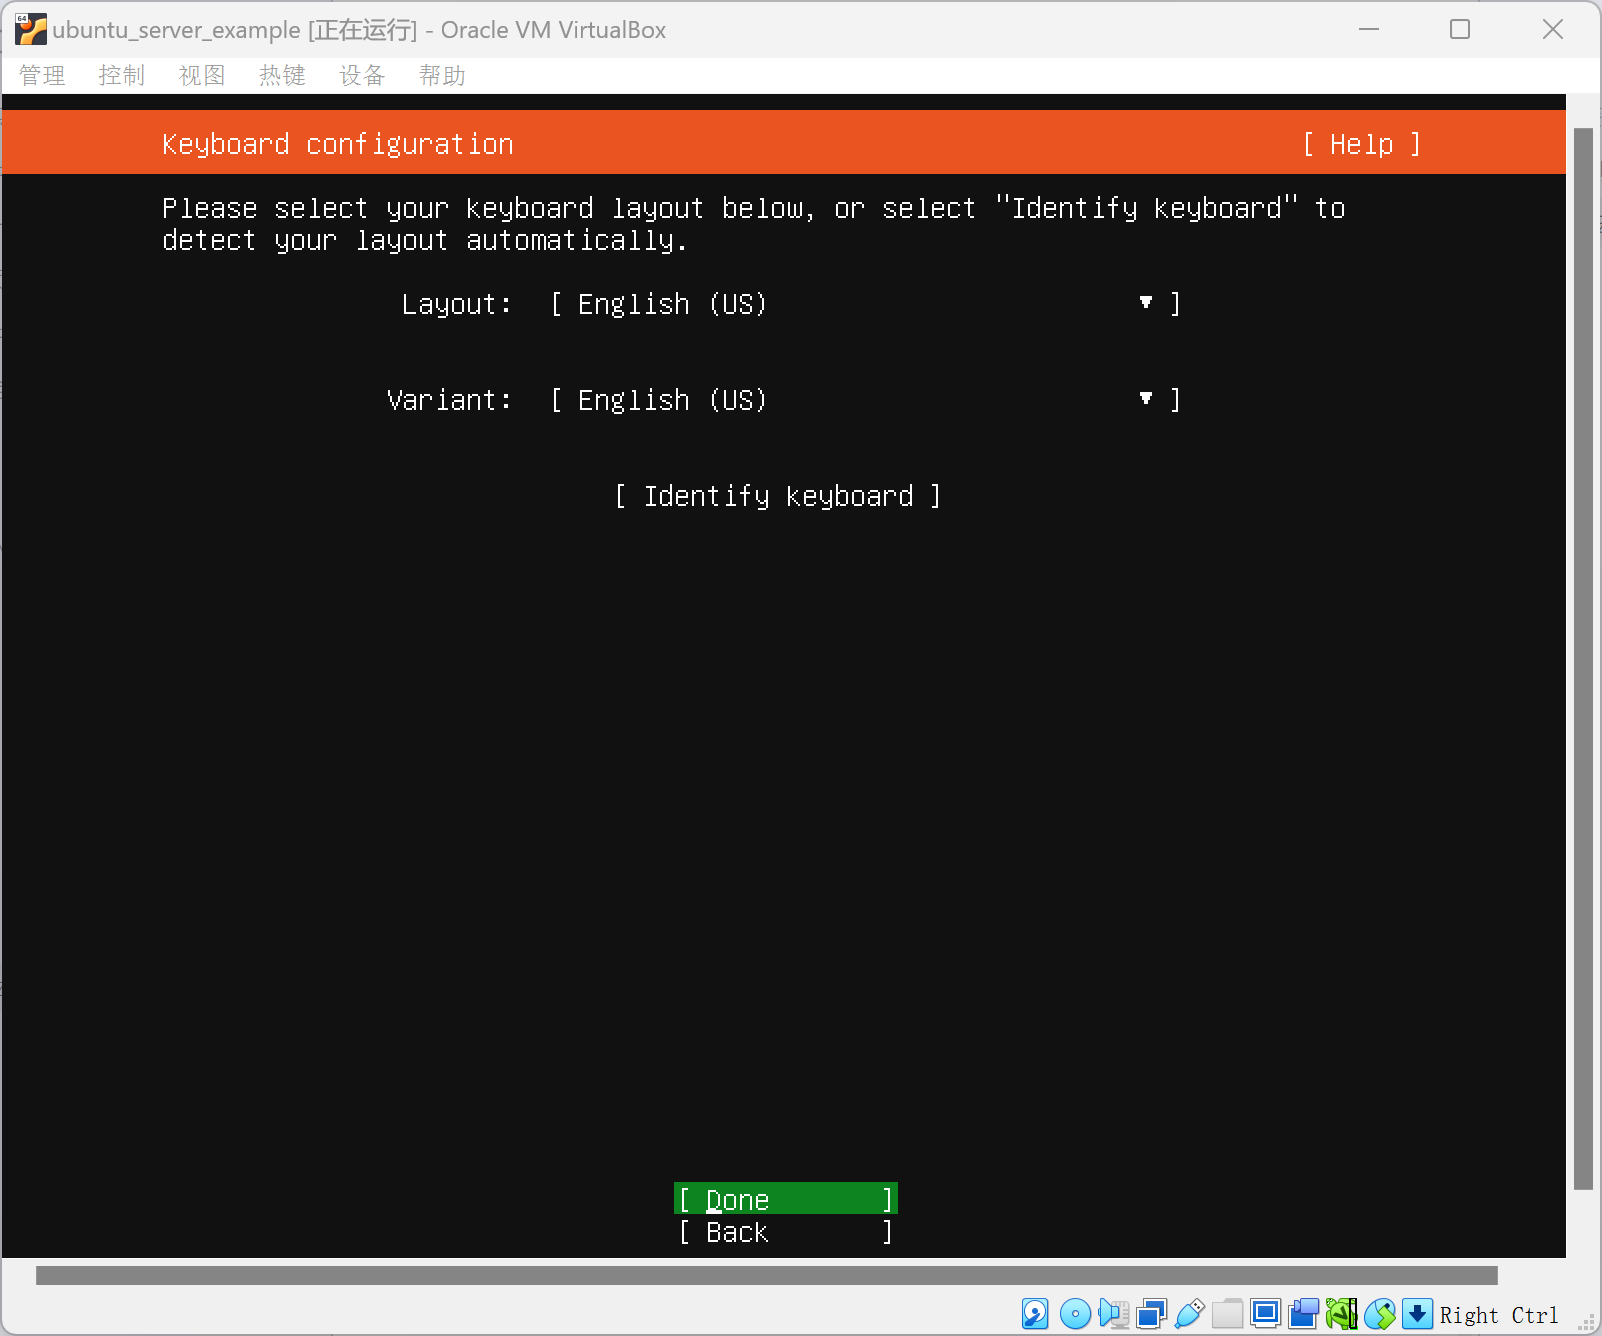 ubuntu_server_example [正在运行] - Oracle VM VirtualBox
管理 控制 视图 热键 设备 帮助
Keyboard configuration [ Help ]
Please select your keyboard layout below, or select "Identify keyboard" to
detect your layout automatically.
Layout: [ English (US) ▾ ]
Variant: [ English (US) ▾ ]
[ Identify keyboard ]
[ Done ]
[ Back ]
Right Ctrl